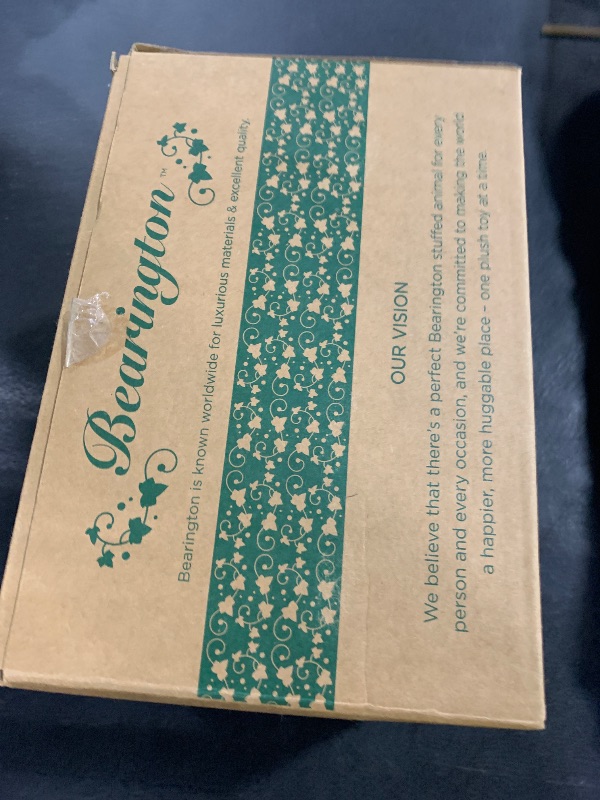 Bearington™
Bearington is known worldwide for luxurious materials & excellent quality.
OUR VISION
We believe that there's a perfect Bearington stuffed animal for every
person and every occasion, and we're committed to making the world
a happier, more huggable place – one plush toy at a time.